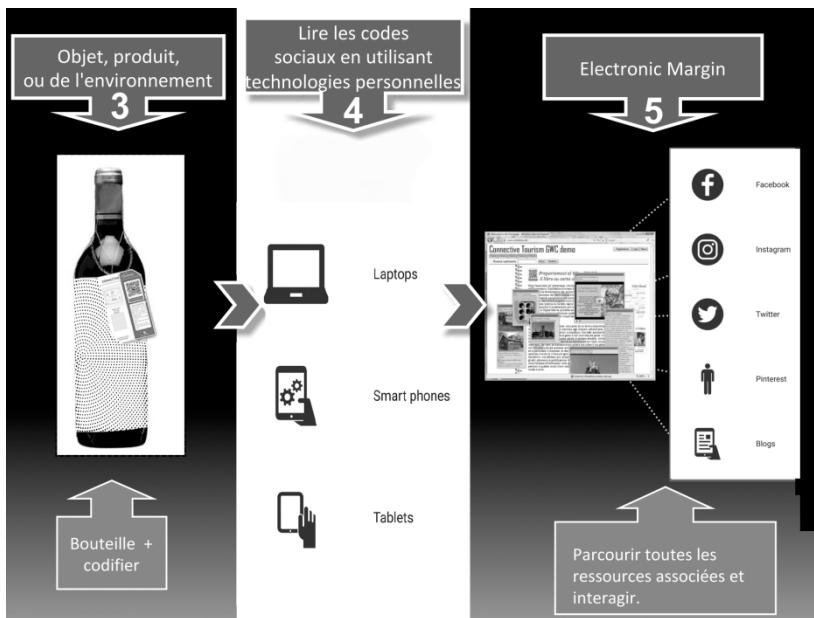 Objet, produit,
ou de l'environnement
3
Bouteille +
codifier
Lire les codes
sociaux en utilisant
technologies personnelles
4
Laptops
Smart phones
Tablets
Electronic Margin
5
Connective Tourism GWC demo
Facebook
Instagram
Twitter
Pinterest
Blogs
Parcourir toutes les
ressources associées et
interagir.